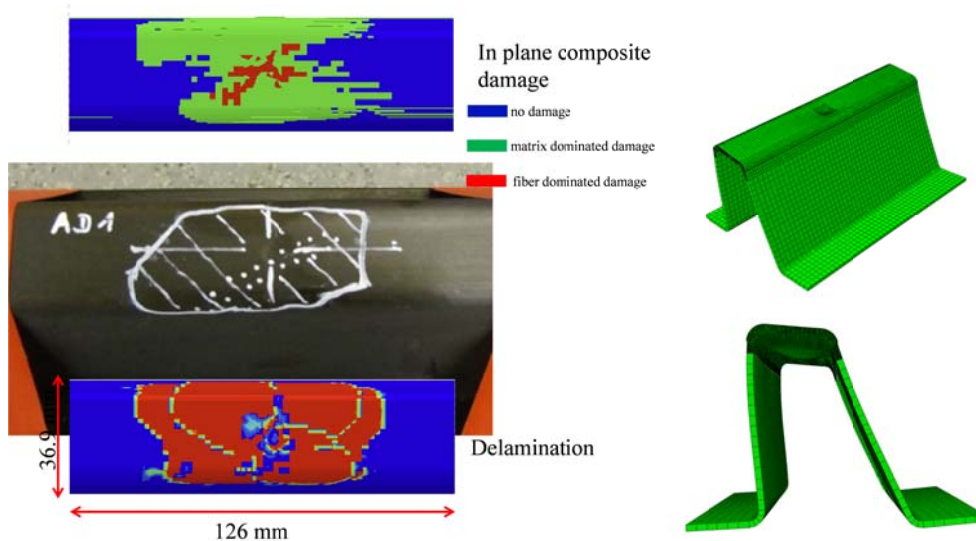 In plane composite
damage
no damage
matrix dominated damage
fiber dominated damage
AD1
Delamination
36.9
126 mm